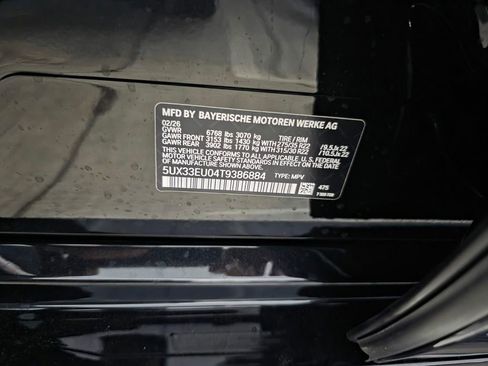 MFD BY BAYERISCHE MOTOREN WERKE AG
02/26
GVWR 6768 lbs 3070 kg TIRE / RIM
GAWR FRONT 3153 lbs 1430 kg WITH 275/35 R22 /9,5Jx22
GAWR REAR 3902 lbs 1770 kg WITH 315/30 R22 /10,5Jx22
THIS VEHICLE CONFORMS TO ALL APPLICABLE U.S. FEDERAL MOTOR
VEHICLE SAFETY STANDARDS IN EFFECT ON THE DATE
OF MANUFACTURE SHOWN ABOVE.
5UX33EU04T9386884 TYPE: MPV
475